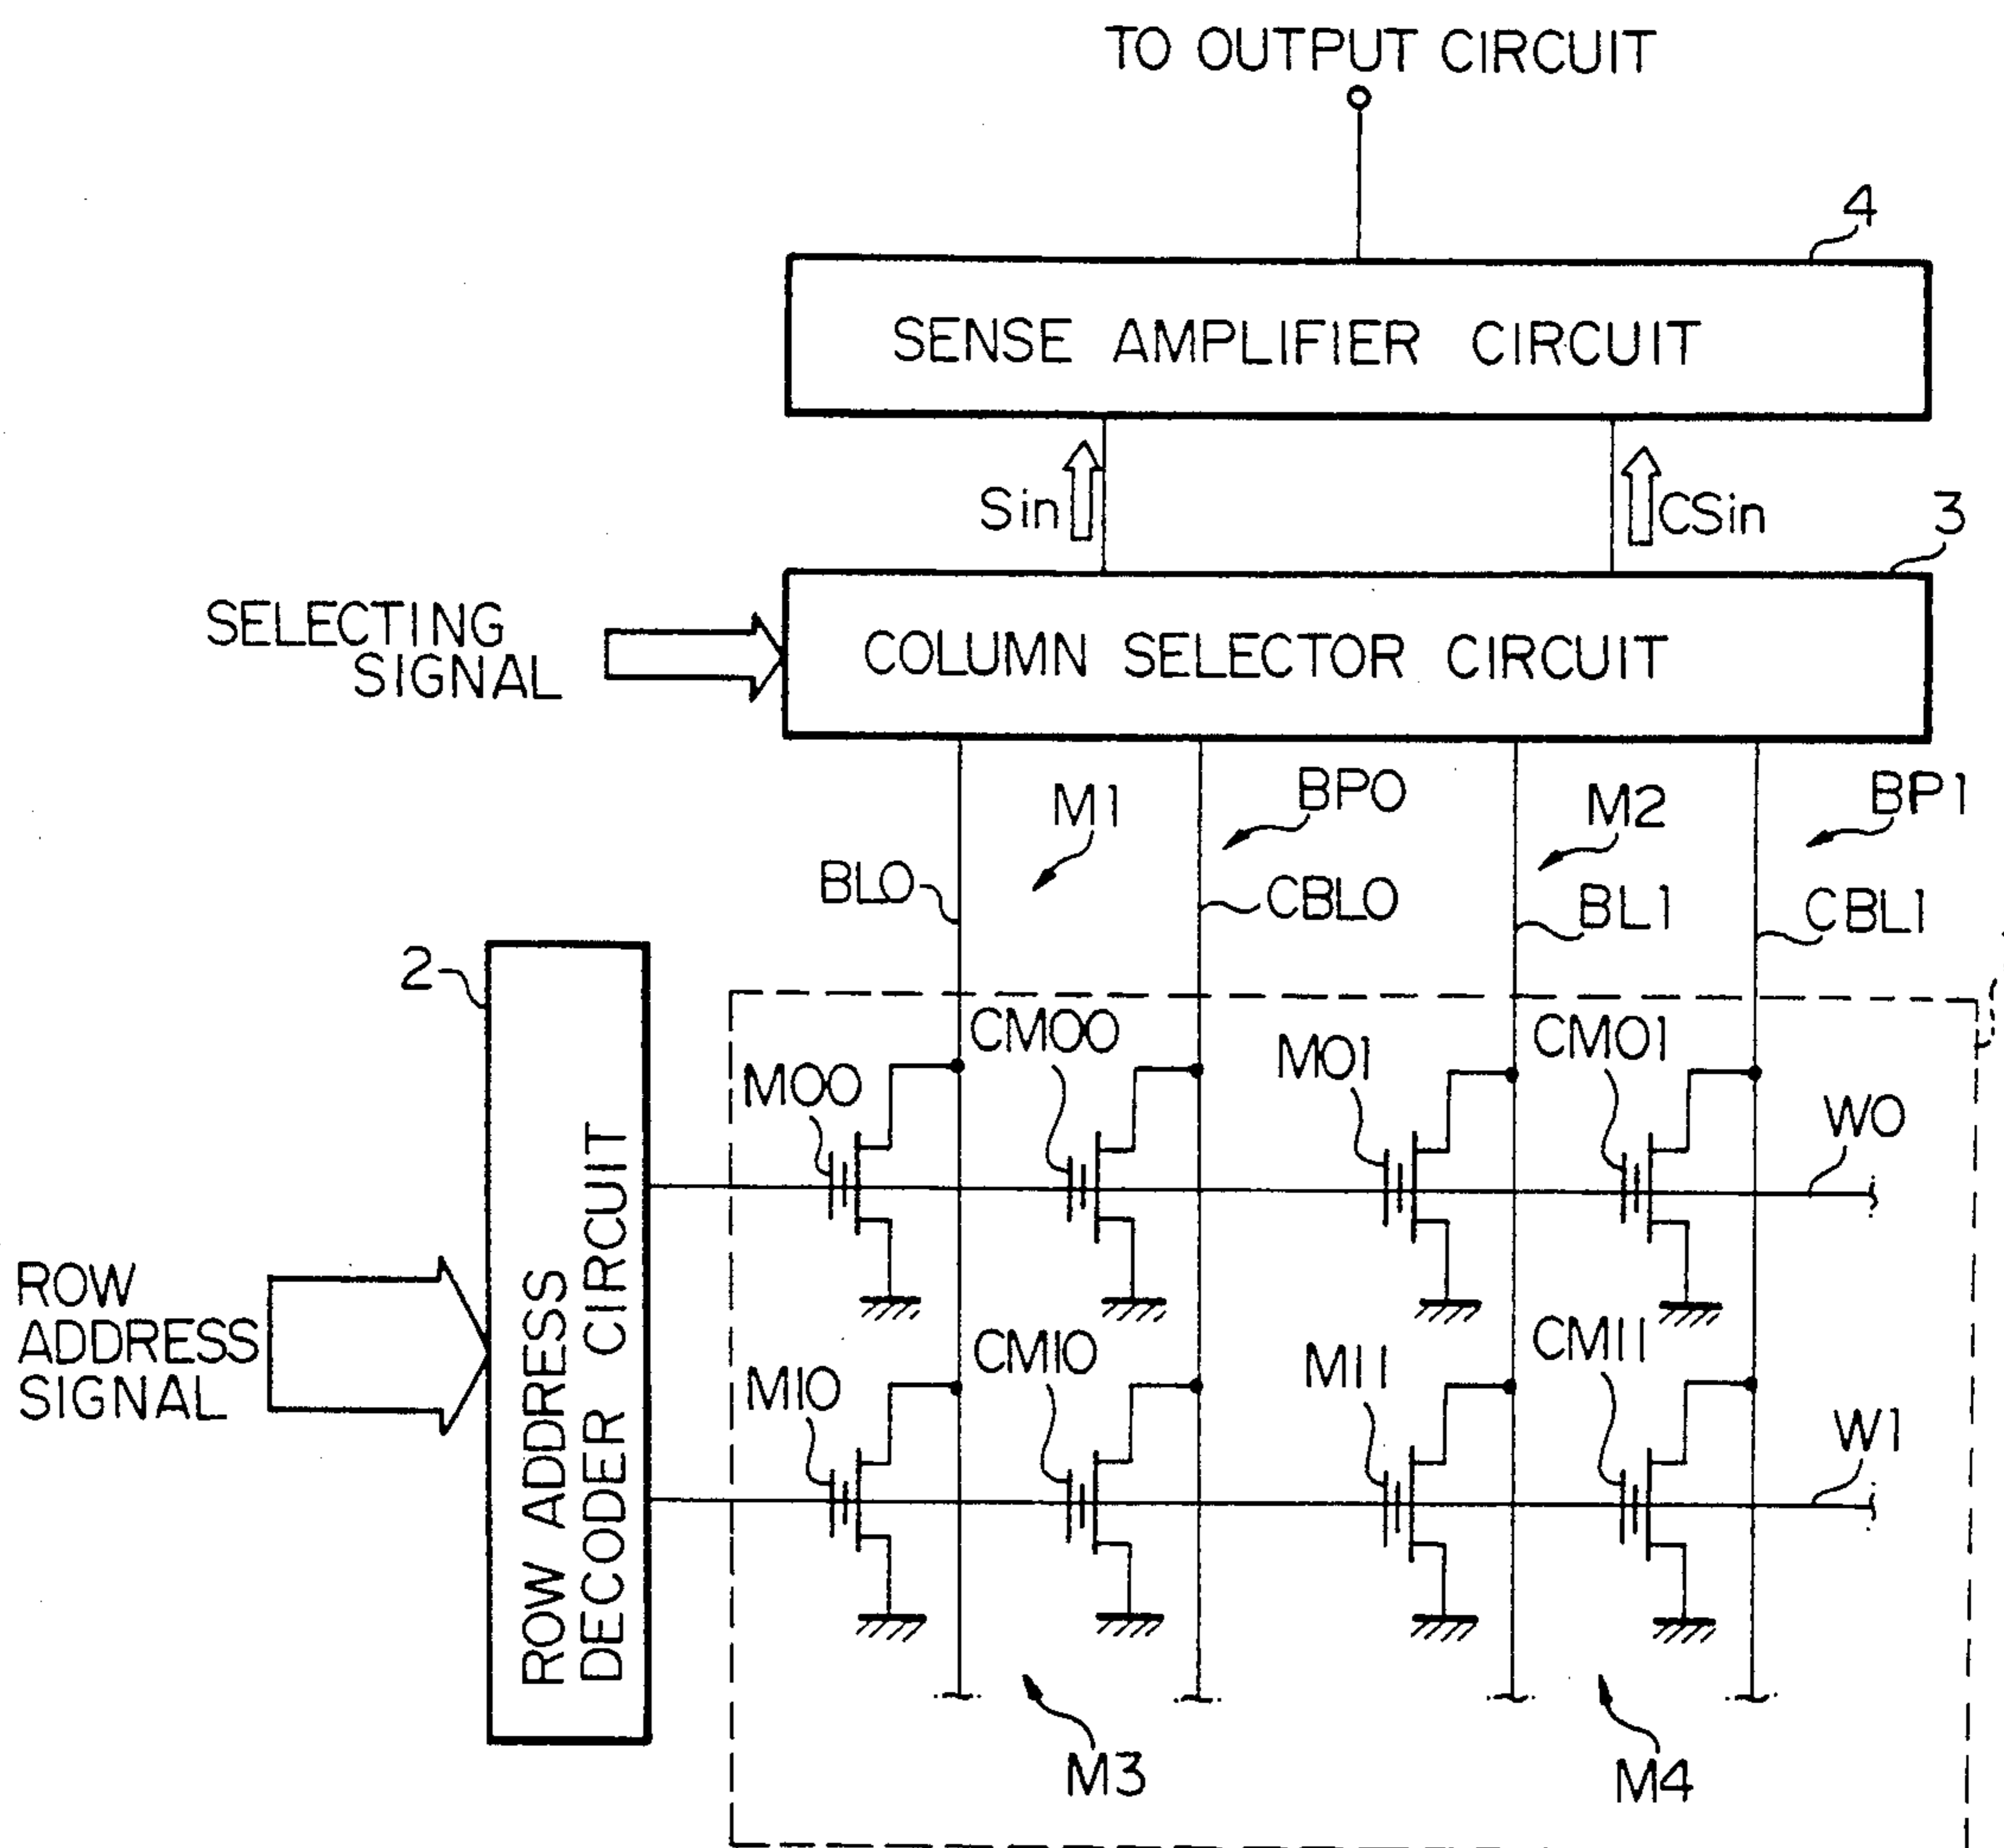 TO OUTPUT CIRCUIT
4
SENSE AMPLIFIER CIRCUIT
Sin
CSin
3
SELECTING
SIGNAL
COLUMN SELECTOR CIRCUIT
M1
BP0
M2
BP1
BL0
CBL0
BL1
CBL1
2
CM00
M01
CM01
M00
W0
ROW ADDRESS
DECODER CIRCUIT
ROW
ADDRESS
SIGNAL
M10
CM10
M11
CM11
W1
M3
M4